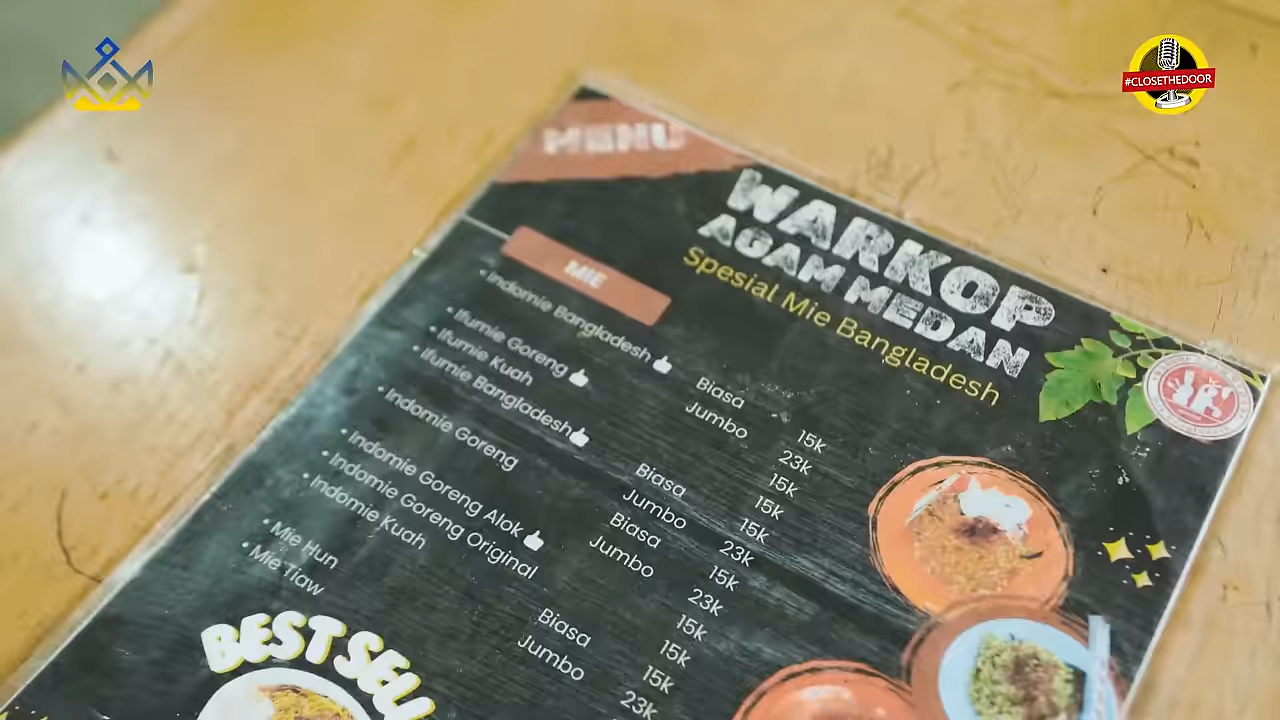 #CLOSETHEDOOR
MENU
WARKOP
AGAM MEDAN
Spesial Mie Bangladesh
MIE
• Indomie Bangladesh Biasa 15k
Jumbo 23k
• Ifumie Goreng 15k
• Ifumie Kuah 15k
• Ifumie Bangladesh Biasa 15k
Jumbo 23k
• Indomie Goreng Biasa 15k
Jumbo 23k
• Indomie Goreng Alok 15k
• Indomie Goreng Original 15k
• Indomie Kuah Biasa 15k
Jumbo 23k
• Mie Hun
• Mie Tiaw
BEST SELL